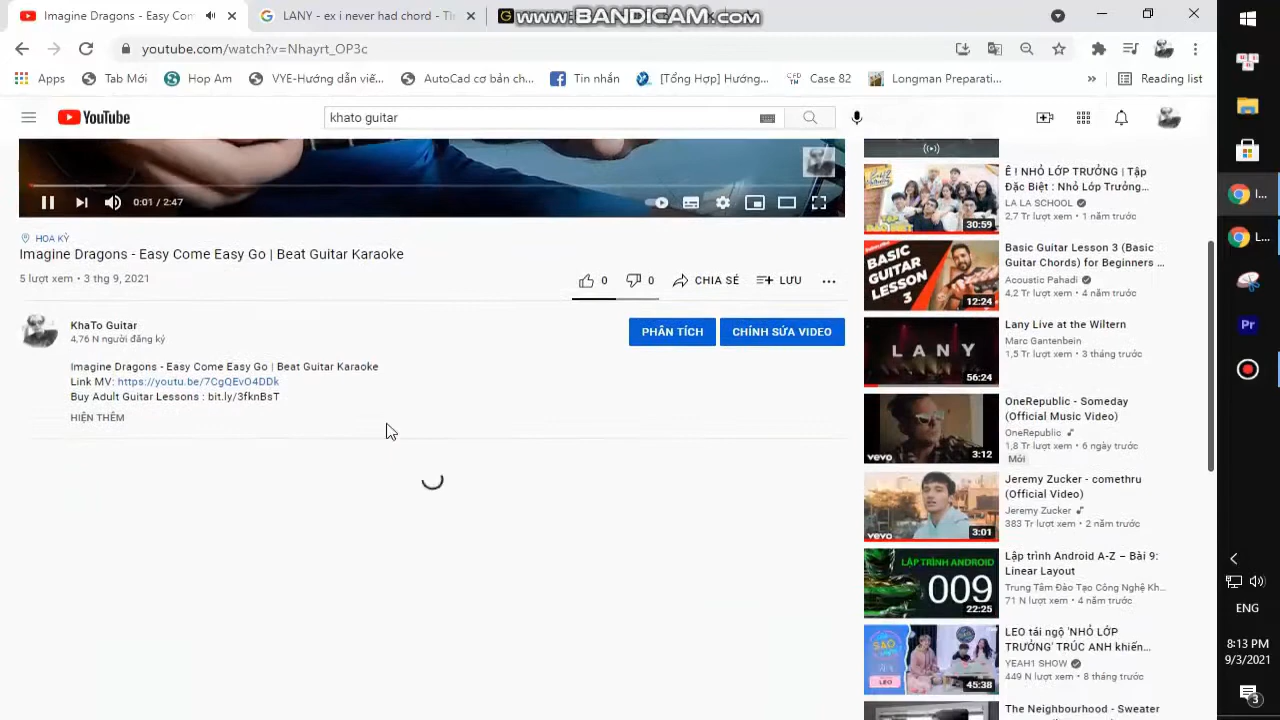 Imagine Dragons - Easy Com
LANY - ex i never had chord - T
www.BANDICAM.com
youtube.com/watch?v=Nhayrt_OP3c
Apps
Tab Mới
Hop Am
VYE-Hướng dẫn viế...
AutoCad cơ bản ch...
Tin nhắn
[Tổng Hợp] Hướng...
Case 82
Longman Preparati...
»
Reading list
YouTube
khato guitar
0:01 / 2:47
HOA KỲ
Imagine Dragons - Easy Come Easy Go | Beat Guitar Karaoke
5 lượt xem • 3 thg 9, 2021
0
0
CHIA SẺ
LƯU
KhaTo Guitar
4,76 N người đăng ký
PHÂN TÍCH
CHỈNH SỬA VIDEO
Imagine Dragons - Easy Come Easy Go | Beat Guitar Karaoke
Link MV: https://youtu.be/7CgQEvO4DDk
Buy Adult Guitar Lessons : bit.ly/3fknBsT
HIỆN THÊM
30:59
Ê ! NHỎ LỚP TRƯỞNG | Tập
Đặc Biệt : Nhỏ Lớp Trưởng...
LA LA SCHOOL
2,7 Tr lượt xem • 1 năm trước
BASIC
GUITAR
LESSON
3
12:24
Basic Guitar Lesson 3 (Basic
Guitar Chords) for Beginners ...
Acoustic Pahadi
4,2 Tr lượt xem • 4 năm trước
LANY
56:24
Lany Live at the Wiltern
Marc Gantenbein
1,5 Tr lượt xem • 3 tháng trước
vevo
3:12
OneRepublic - Someday
(Official Music Video)
OneRepublic
1,8 Tr lượt xem • 6 ngày trước
Mới
vevo
3:01
Jeremy Zucker - comethru
(Official Video)
Jeremy Zucker
383 Tr lượt xem • 2 năm trước
LẬP TRÌNH ANDROID
009
22:25
Lập trình Android A-Z – Bài 9:
Linear Layout
Trung Tâm Đào Tạo Công Nghệ Kh...
71 N lượt xem • 4 năm trước
SAO
LEO
45:38
LEO tái ngộ 'NHỎ LỚP
TRƯỞNG' TRÚC ANH khiến...
YEAH1 SHOW
449 N lượt xem • 8 tháng trước
The Neighbourhood - Sweater
I...
L...
Pr
ENG
8:13 PM
9/3/2021
3